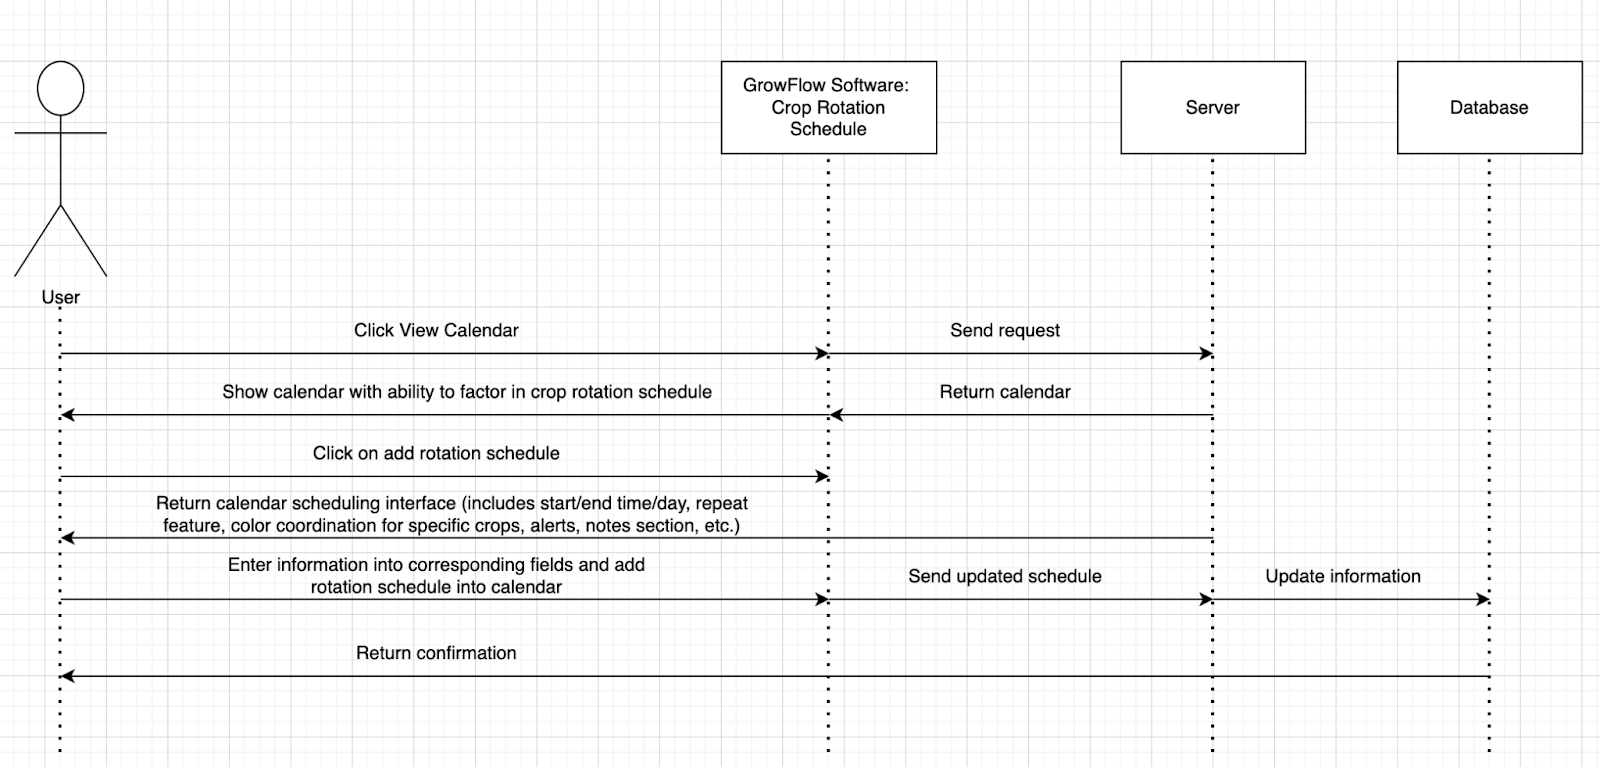 GrowFlow Software:
Crop Rotation
Schedule
Server
Database
User
Click View Calendar
Send request
Show calendar with ability to factor in crop rotation schedule
Return calendar
Click on add rotation schedule
Return calendar scheduling interface (includes start/end time/day, repeat
feature, color coordination for specific crops, alerts, notes section, etc.)
Enter information into corresponding fields and add
rotation schedule into calendar
Send updated schedule
Update information
Return confirmation